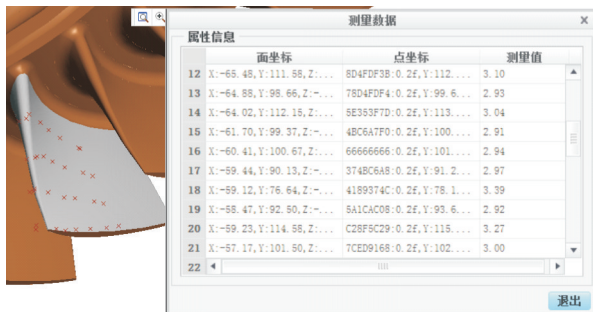 测量数据
属性信息
面坐标 点坐标 测量值
12 X:-65.48,Y:111.58,Z:... 8D4FDF3B:0.2f,Y:112.... 3.10
13 X:-64.88,Y:98.66,Z:-... 78D4FDF4:0.2f,Y:99.6... 2.93
14 X:-64.02,Y:112.15,Z:... 5E353F7D:0.2f,Y:113.... 3.04
15 X:-61.70,Y:99.37,Z:-... 4BC6A7F0:0.2f,Y:100.... 2.91
16 X:-60.41,Y:100.67,Z:... 66666666:0.2f,Y:101.... 2.94
17 X:-59.44,Y:90.13,Z:-... 374BC6A8:0.2f,Y:91.2... 2.97
18 X:-59.12,Y:76.64,Z:-... 4189374C:0.2f,Y:78.1... 3.39
19 X:-58.47,Y:92.50,Z:-... 5A1CAC08:0.2f,Y:93.6... 2.92
20 X:-59.23,Y:114.58,Z:... C28F5C29:0.2f,Y:115.... 3.27
21 X:-57.17,Y:101.50,Z:... 7CED9168:0.2f,Y:102.... 3.00
22
退出